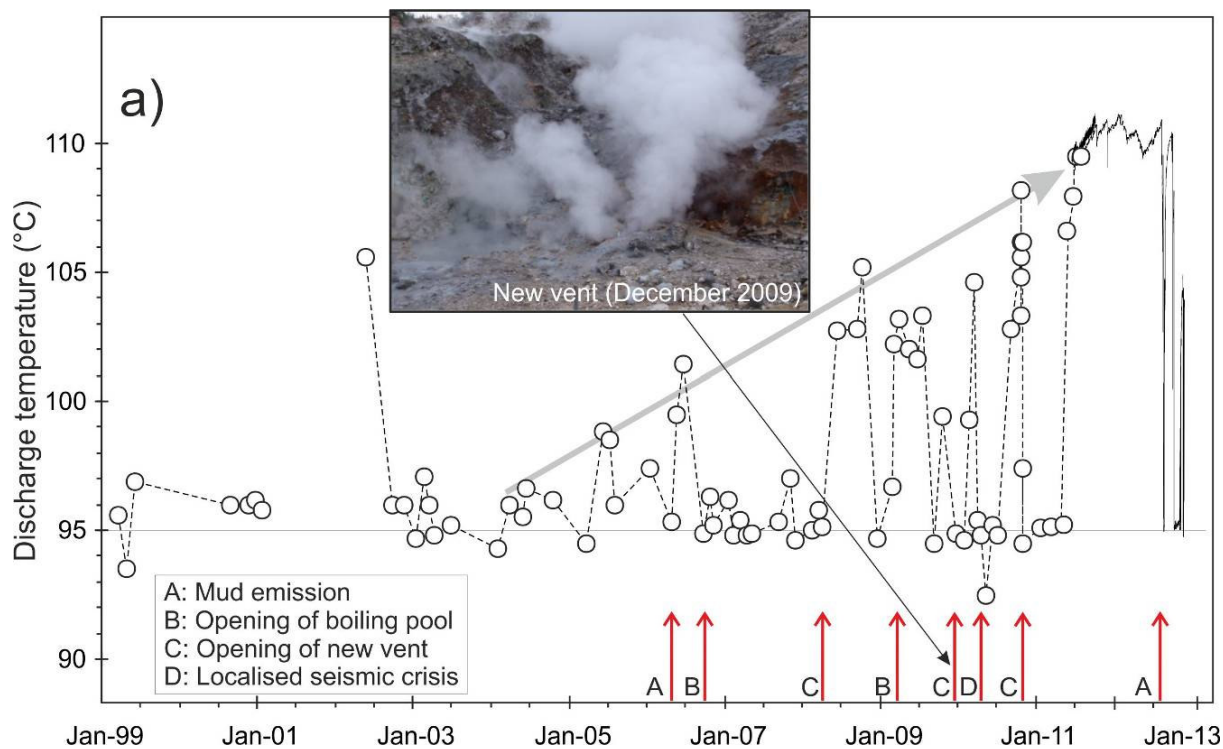 a)
New vent (December 2009)
Discharge temperature (°C)
110
105
100
95
90
A: Mud emission
B: Opening of boiling pool
C: Opening of new vent
D: Localised seismic crisis
A B C B C D C A
Jan-99 Jan-01 Jan-03 Jan-05 Jan-07 Jan-09 Jan-11 Jan-13